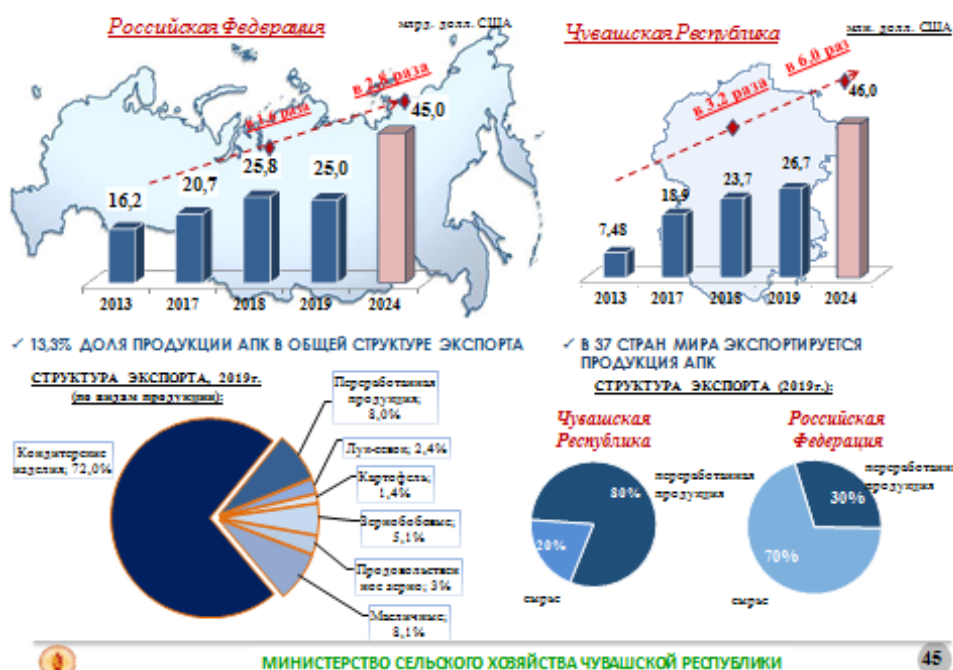 Российская Федерация
млрд. долл. США
Чувашская Республика
млн. долл. США
в 1,6 раза
в 2,8 раза
в 3,2 раза
в 6,0 раз
16,2
20,7
25,8
25,0
45,0
7,48
18,9
23,7
26,7
46,0
2013 2017 2018 2019 2024
2013 2017 2018 2019 2024
✓ 13,3% ДОЛЯ ПРОДУКЦИИ АПК В ОБЩЕЙ СТРУКТУРЕ ЭКСПОРТА
✓ В 37 СТРАН МИРА ЭКСПОРТИРУЕТСЯ
ПРОДУКЦИЯ АПК
СТРУКТУРА ЭКСПОРТА, 2019г.
(по видам продукции):
Кондитерские
изделия; 72,0%
Переработанная
продукция;
8,0%
Лук-севок; 2,4%
Картофель;
1,4%
Зернобобовые;
5,1%
Продовольствен
ное зерно; 3%
Масличные;
8,1%
СТРУКТУРА ЭКСПОРТА (2019г.):
Чувашская
Республика
80%
20%
переработанная
продукция
сырье
Российская
Федерация
30%
70%
переработанн
продукция
сырье
МИНИСТЕРСТВО СЕЛЬСКОГО ХОЗЯЙСТВА ЧУВАШСКОЙ РЕСПУБЛИКИ
45